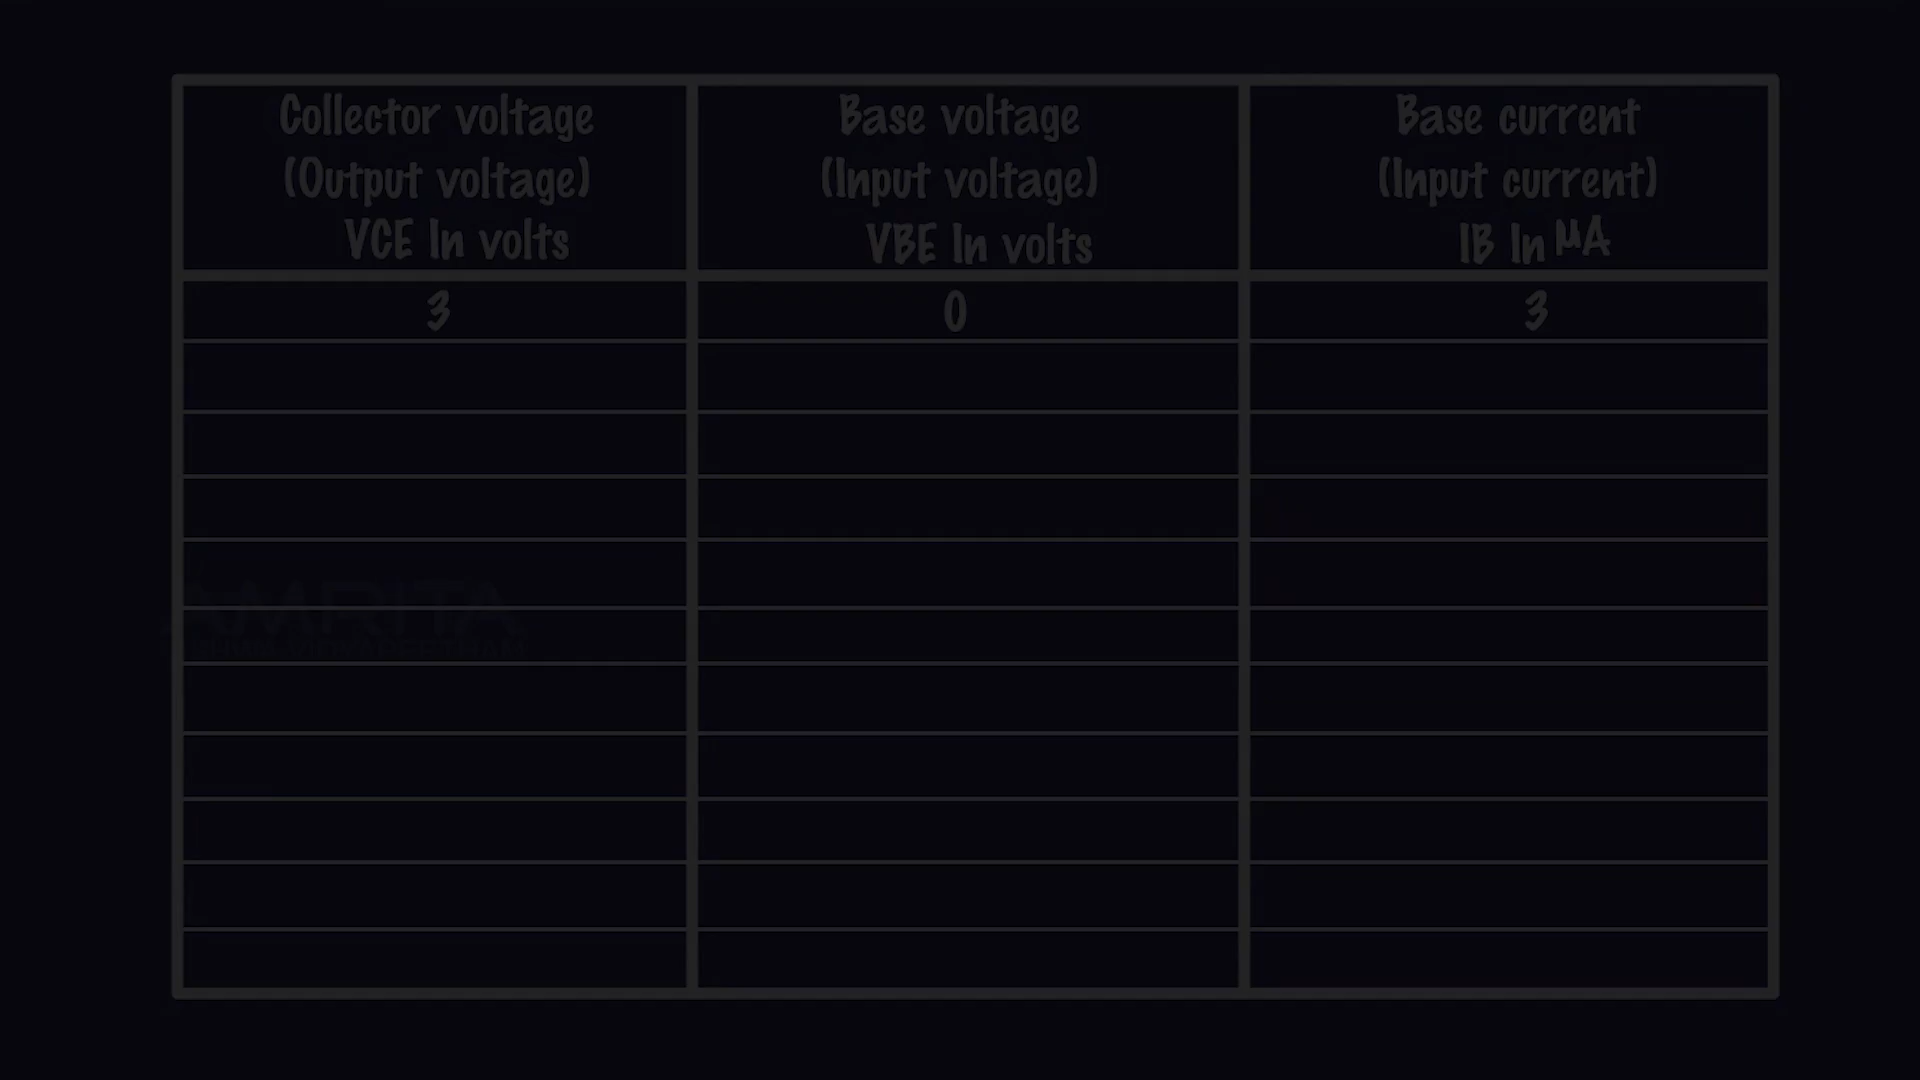 Collector voltage
(Output voltage)
VCE In volts
Base voltage
(Input voltage)
VBE In volts
Base current
(Input current)
IB In µA
3
0
3
AMRITA